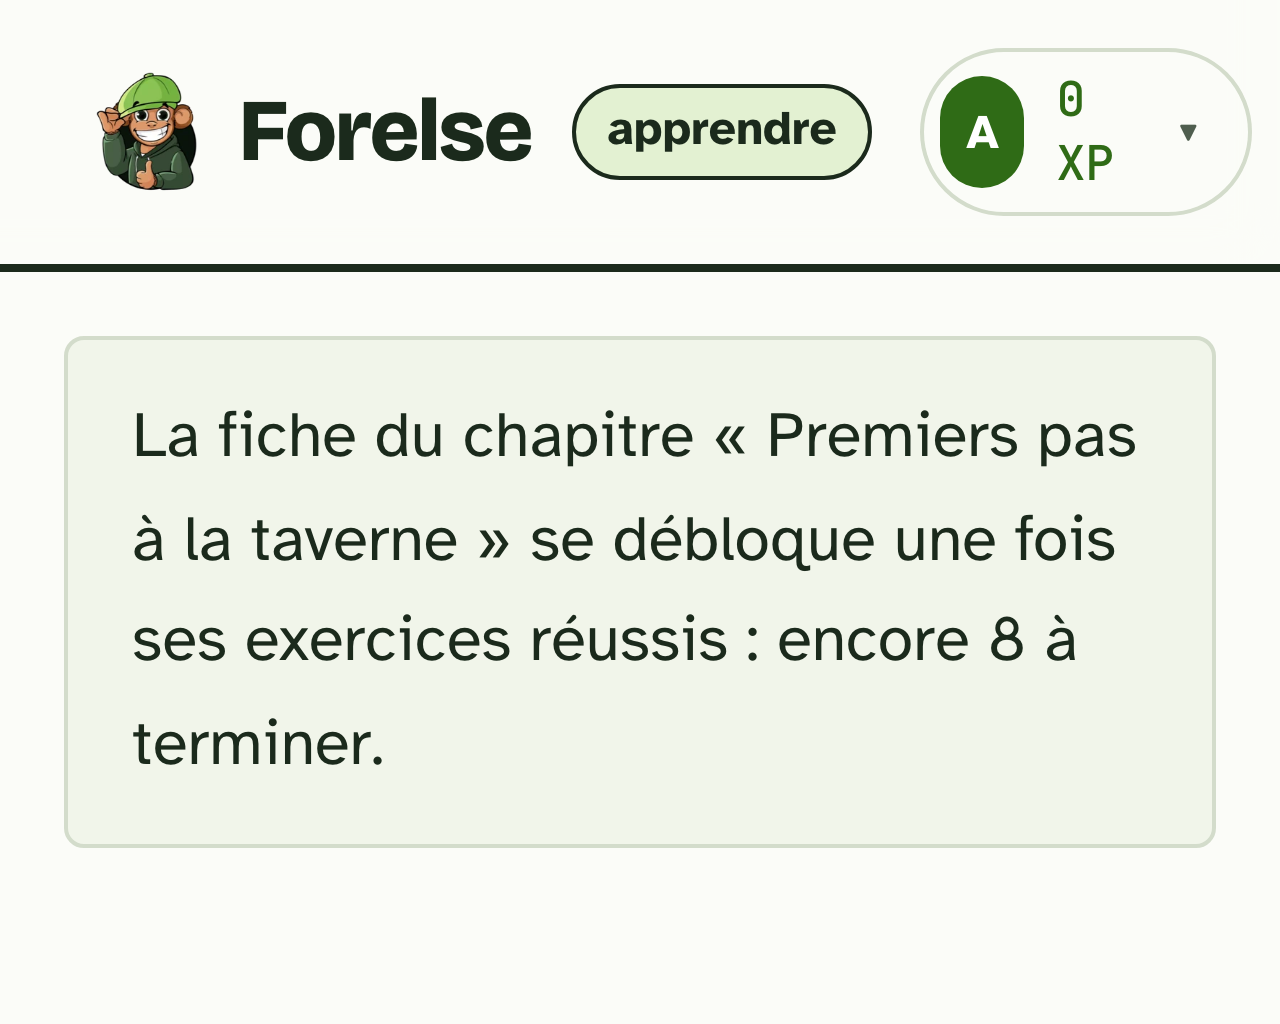 Forelse
apprendre
A
0
XP
La fiche du chapitre « Premiers pas
à la taverne » se débloque une fois
ses exercices réussis : encore 8 à
terminer.